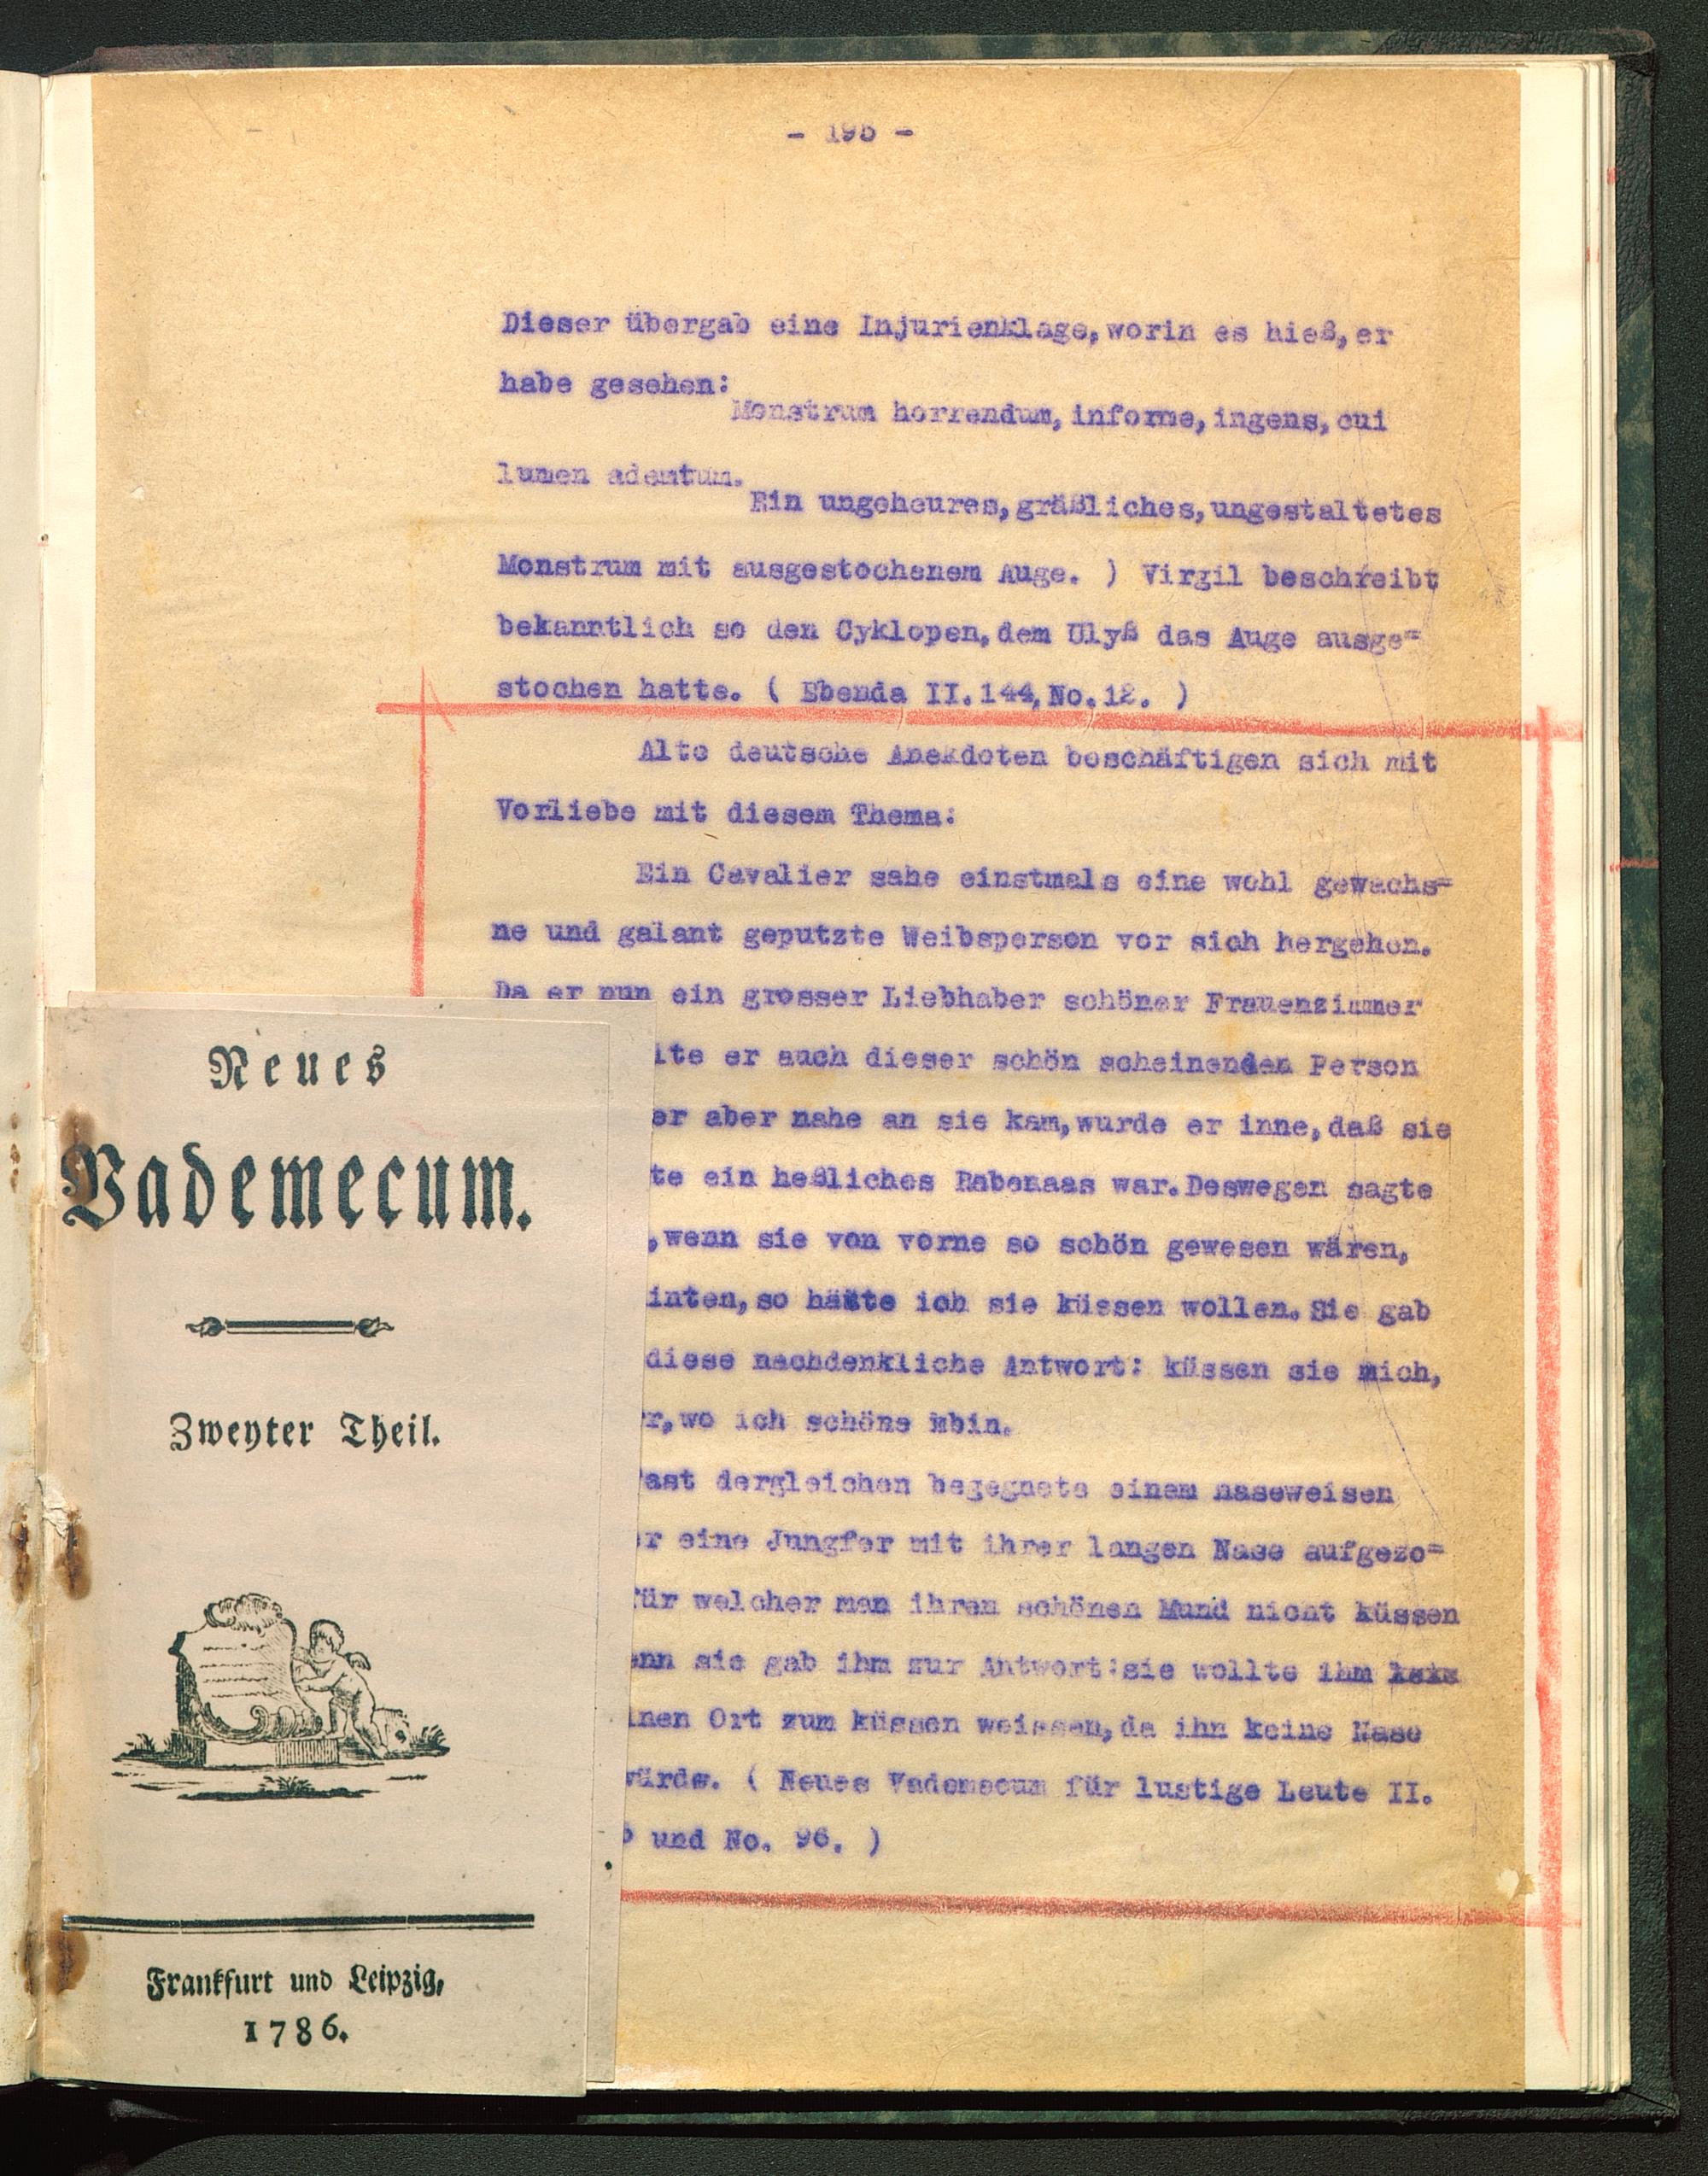 - 195 -
Dieser übergab eine Injurienklage,worin es hieß,er
habe gesehen:
Monstrum horrendum,informe,ingens,cui
lumen ademtum.
Ein ungeheures,gräßliches,ungestaltetes
Monstrum mit ausgestochenem Auge. ) Virgil beschreibt
bekanntlich so den Cyklopen,dem Ulyß das Auge ausge=
stochen hatte. ( Ebenda II.144,No.12. )
Alte deutsche Anekdoten beschäftigen sich mit
Vorliebe mit diesem Thema:
Ein Cavalier sahe einstmals eine wohl gewachs=
ne und galant geputzte Weibsperson vor sich hergehen.
Da er nun ein grosser Liebhaber schöner Frauenzimmer
lte er auch dieser schön scheinenden Person
er aber nahe an sie kam,wurde er inne,daß sie
te ein heßliches Rabenaas war.Deswegen sagte
,wenn sie von vorne so schön gewesen wären,
inten,so hätte ich sie küssen wollen.Sie gab
diese nachdenkliche Antwort: küssen sie mich,
r,wo ich schöne bin.
Fast dergleichen begegnete einem naseweisen
er eine Jungfer mit ihrer langen Nase aufgezo=
für welcher man ihren schönen Mund nicht küssen
enn sie gab ihm zur Antwort:sie wollte ihm
inen Ort zum küssen weissen,da ihn keine Nase
würde. ( Neues Vademecum für lustige Leute II.
und No. 96. )
Neues
Vademecum.
Zweyter Theil.
Frankfurt und Leipzig,
1786.